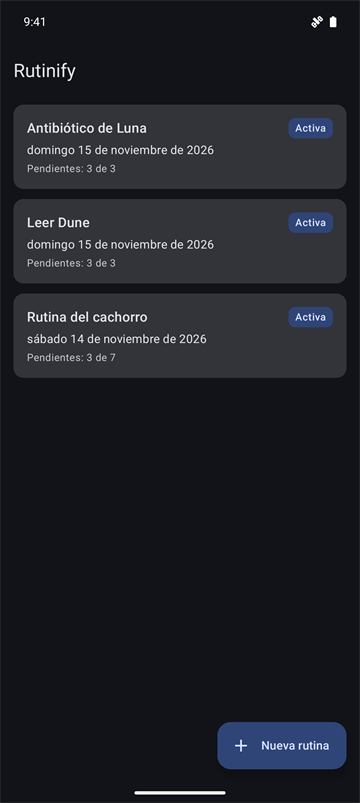 9:41
Rutinify
Antibiótico de Luna
Activa
domingo 15 de noviembre de 2026
Pendientes: 3 de 3
Leer Dune
Activa
domingo 15 de noviembre de 2026
Pendientes: 3 de 3
Rutina del cachorro
Activa
sábado 14 de noviembre de 2026
Pendientes: 3 de 7
Nueva rutina